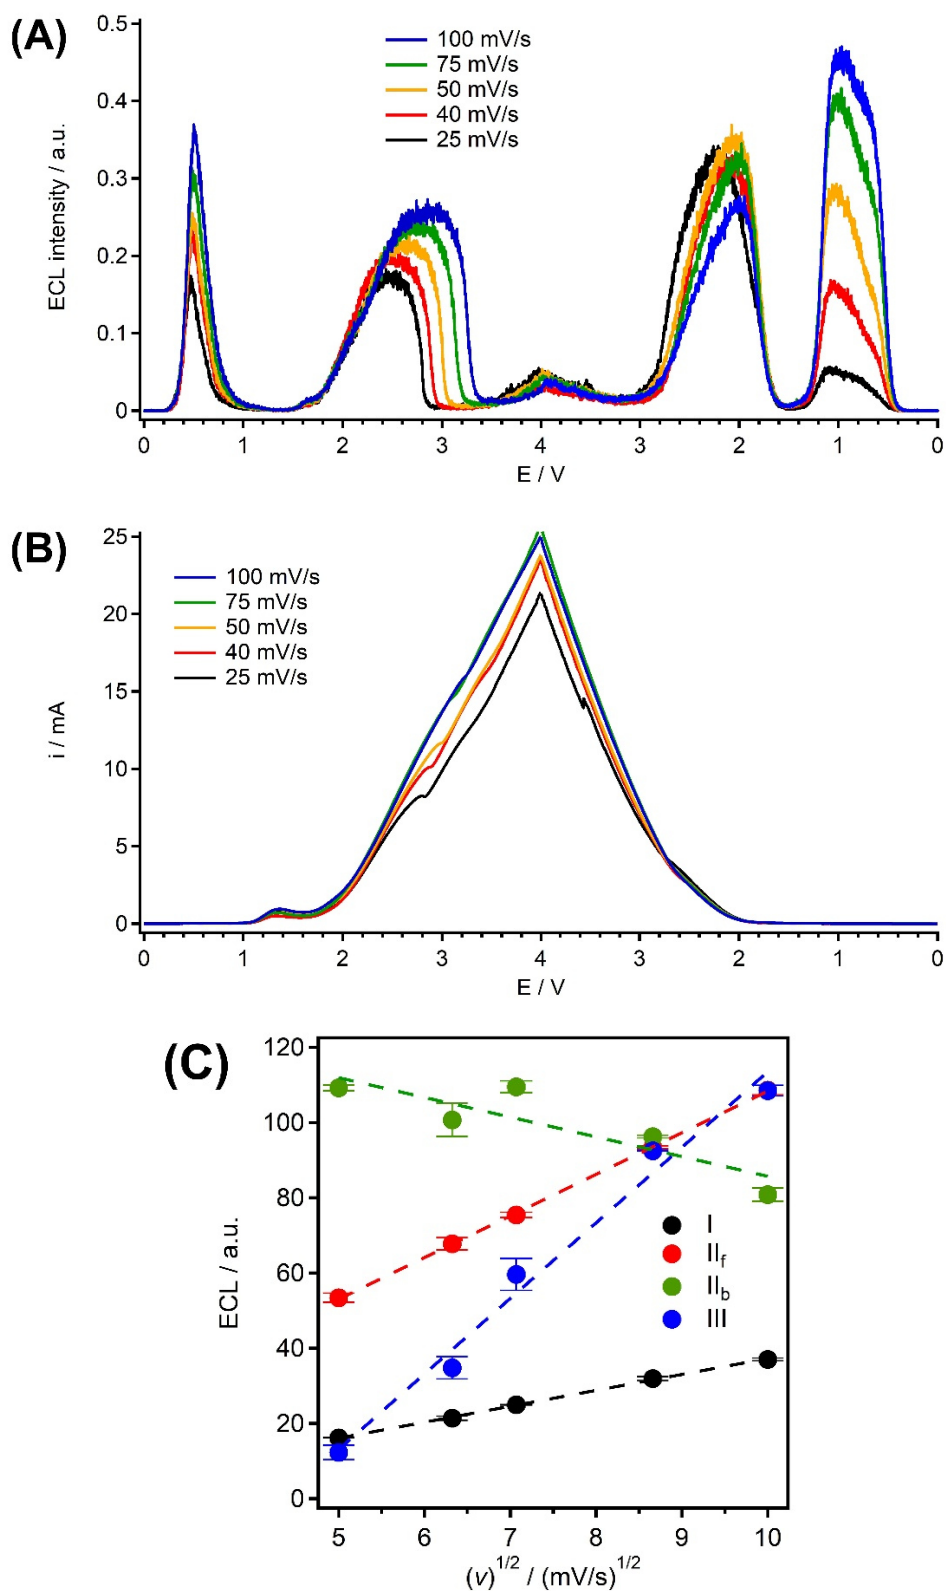 (A)
ECL intensity / a.u.
0.5
0.4
0.3
0.2
0.1
0
100 mV/s
75 mV/s
50 mV/s
40 mV/s
25 mV/s
0 1 2 3 4 3 2 1 0
E / V
(B)
i / mA
25
20
15
10
5
0
100 mV/s
75 mV/s
50 mV/s
40 mV/s
25 mV/s
0 1 2 3 4 3 2 1 0
E / V
(C)
ECL / a.u.
120
100
80
60
40
20
0
I
II_f
II_b
III
5 6 7 8 9 10
(v)^{1/2} / (mV/s)^{1/2}